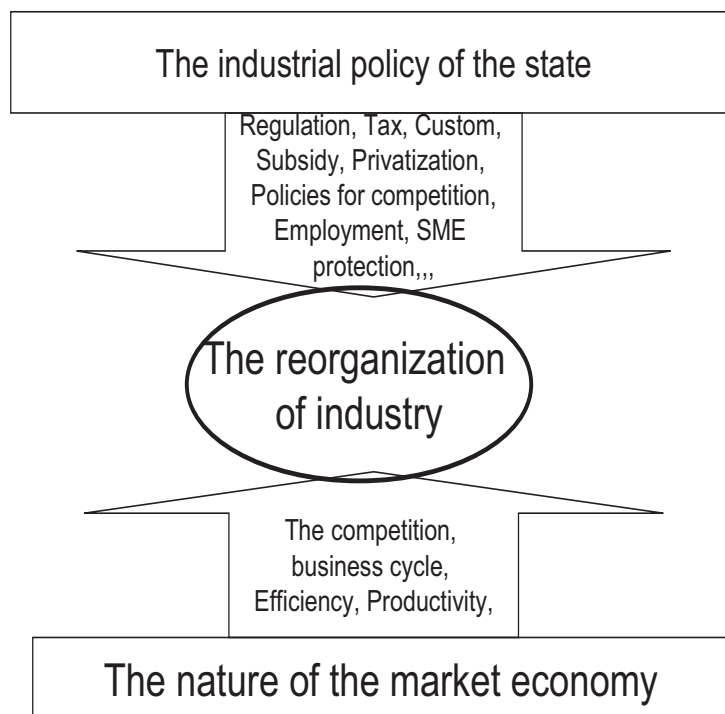 The industrial policy of the state
Regulation, Tax, Custom,
Subsidy, Privatization,
Policies for competition,
Employment, SME
protection,,,
The reorganization
of industry
The competition,
business cycle,
Efficiency, Productivity,
The nature of the market economy